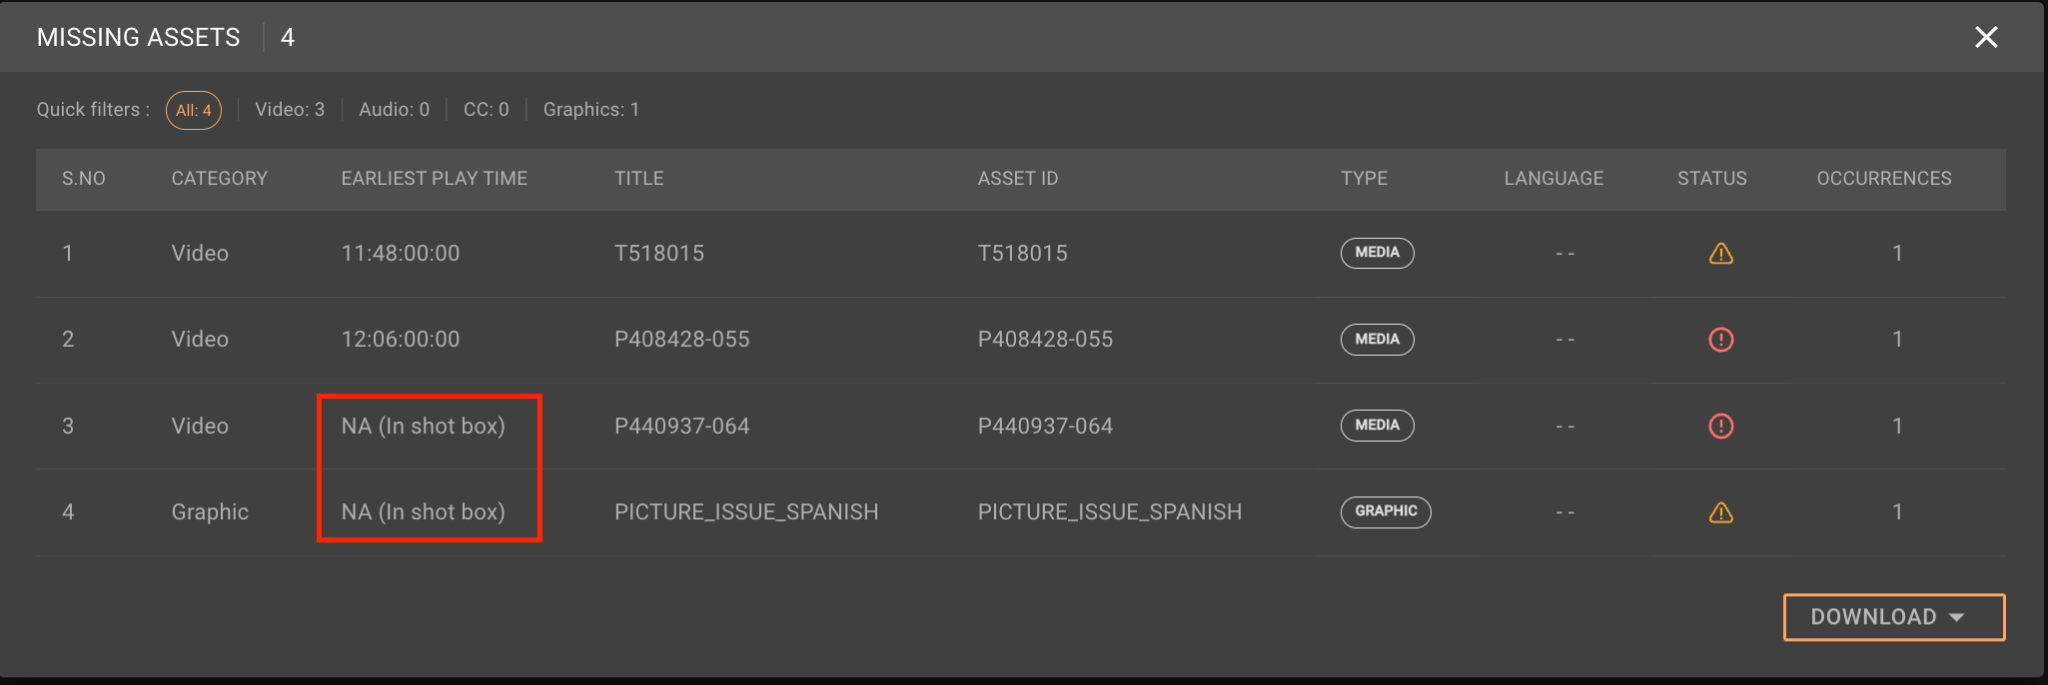 MISSING ASSETS 4
Quick filters : All: 4 Video: 3 Audio: 0 CC: 0 Graphics: 1
S.NO CATEGORY EARLIEST PLAY TIME TITLE ASSET ID TYPE LANGUAGE STATUS OCCURRENCES
1 Video 11:48:00:00 T518015 T518015 MEDIA - - 1
2 Video 12:06:00:00 P408428-055 P408428-055 MEDIA - - 1
3 Video NA (In shot box) P440937-064 P440937-064 MEDIA - - 1
4 Graphic NA (In shot box) PICTURE_ISSUE_SPANISH PICTURE_ISSUE_SPANISH GRAPHIC - - 1
DOWNLOAD